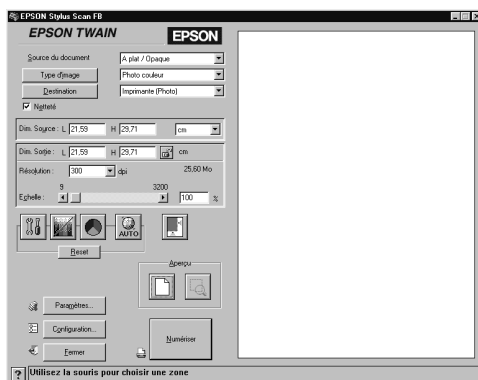 EPSON Stylus Scan FB
EPSON TWAIN
EPSON
Source du document
A plat / Opaque
Type d'image
Photo couleur
Destination
Imprimante (Photo)
Netteté
Dim. Source : L 21,59 H 29,71 cm
Dim. Sortie : L 21,59 H 29,71 cm
Résolution : 300 dpi 25,60 Mo
9 3200
Echelle : 100 %
AUTO
Reset
Aperçu
Paramètres...
Configuration...
Numériser
Fermer
Utilisez la souris pour choisir une zone